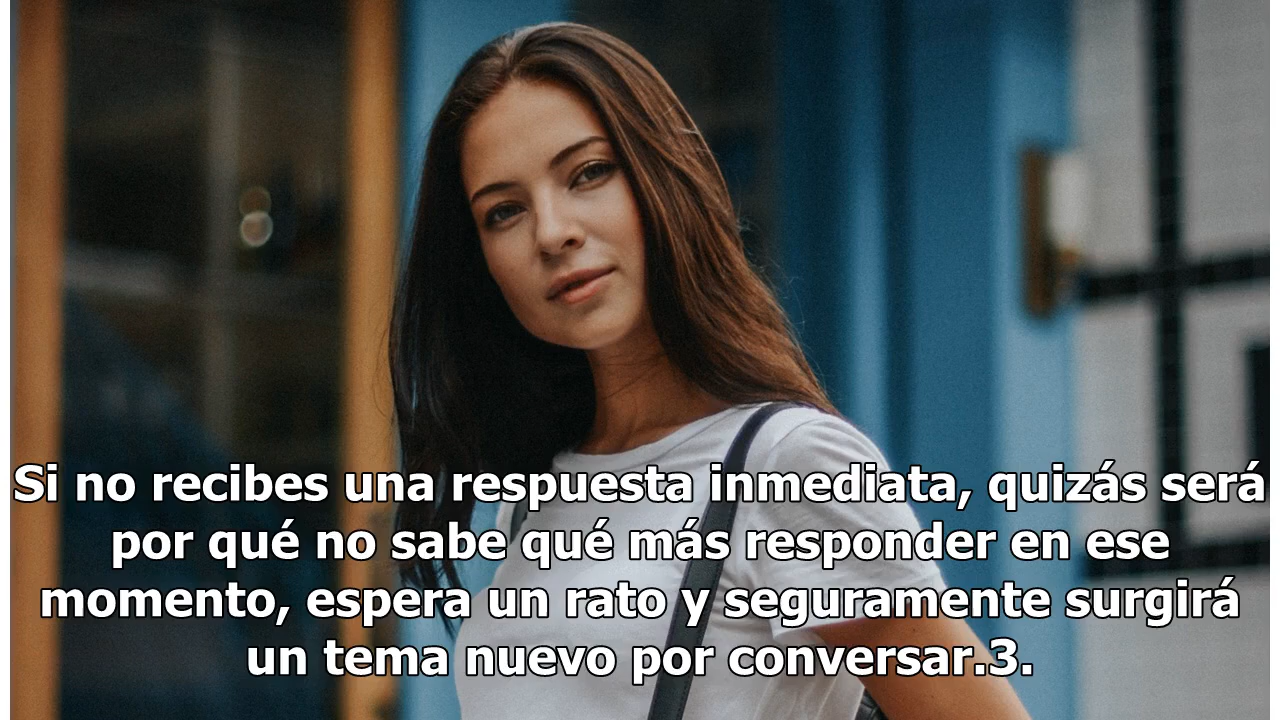 Si no recibes una respuesta inmediata, quizás será
por qué no sabe qué más responder en ese
momento, espera un rato y seguramente surgirá
un tema nuevo por conversar.3.